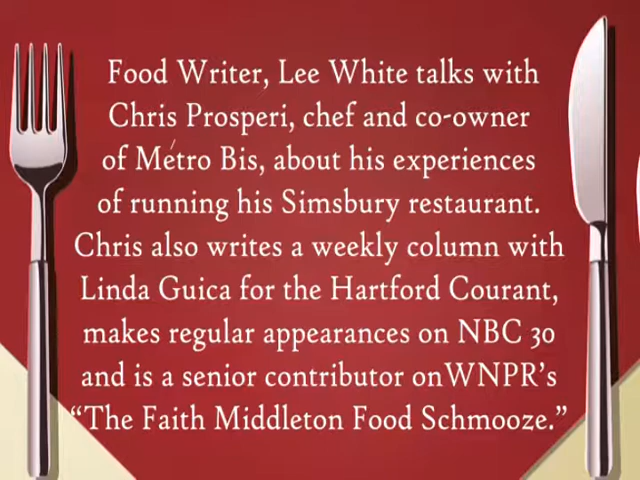 Food Writer, Lee White talks with
Chris Prosperi, chef and co-owner
of Métro Bis, about his experiences
of running his Simsbury restaurant.
Chris also writes a weekly column with
Linda Guica for the Hartford Courant,
makes regular appearances on NBC 30
and is a senior contributor onWNPR’s
“The Faith Middleton Food Schmooze.”